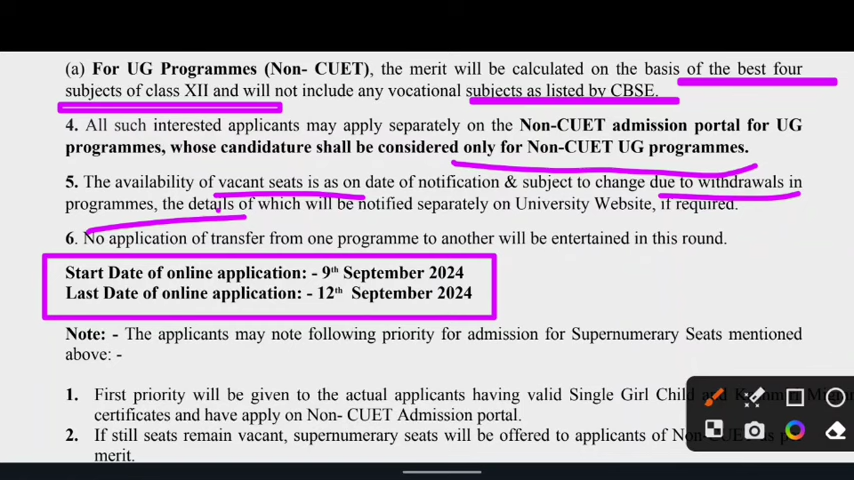 (a) For UG Programmes (Non- CUET), the merit will be calculated on the basis of the best four
subjects of class XII and will not include any vocational subjects as listed by CBSE.
4. All such interested applicants may apply separately on the Non-CUET admission portal for UG
programmes, whose candidature shall be considered only for Non-CUET UG programmes.
5. The availability of vacant seats is as on date of notification & subject to change due to withdrawals in
programmes, the details of which will be notified separately on University Website, if required.
6. No application of transfer from one programme to another will be entertained in this round.
Start Date of online application: - 9th September 2024
Last Date of online application: - 12th September 2024
Note: - The applicants may note following priority for admission for Supernumerary Seats mentioned
above: -
1. First priority will be given to the actual applicants having valid Single Girl Child and
certificates and have apply on Non- CUET Admission portal.
2. If still seats remain vacant, supernumerary seats will be offered to applicants of Non-CUET as
merit.